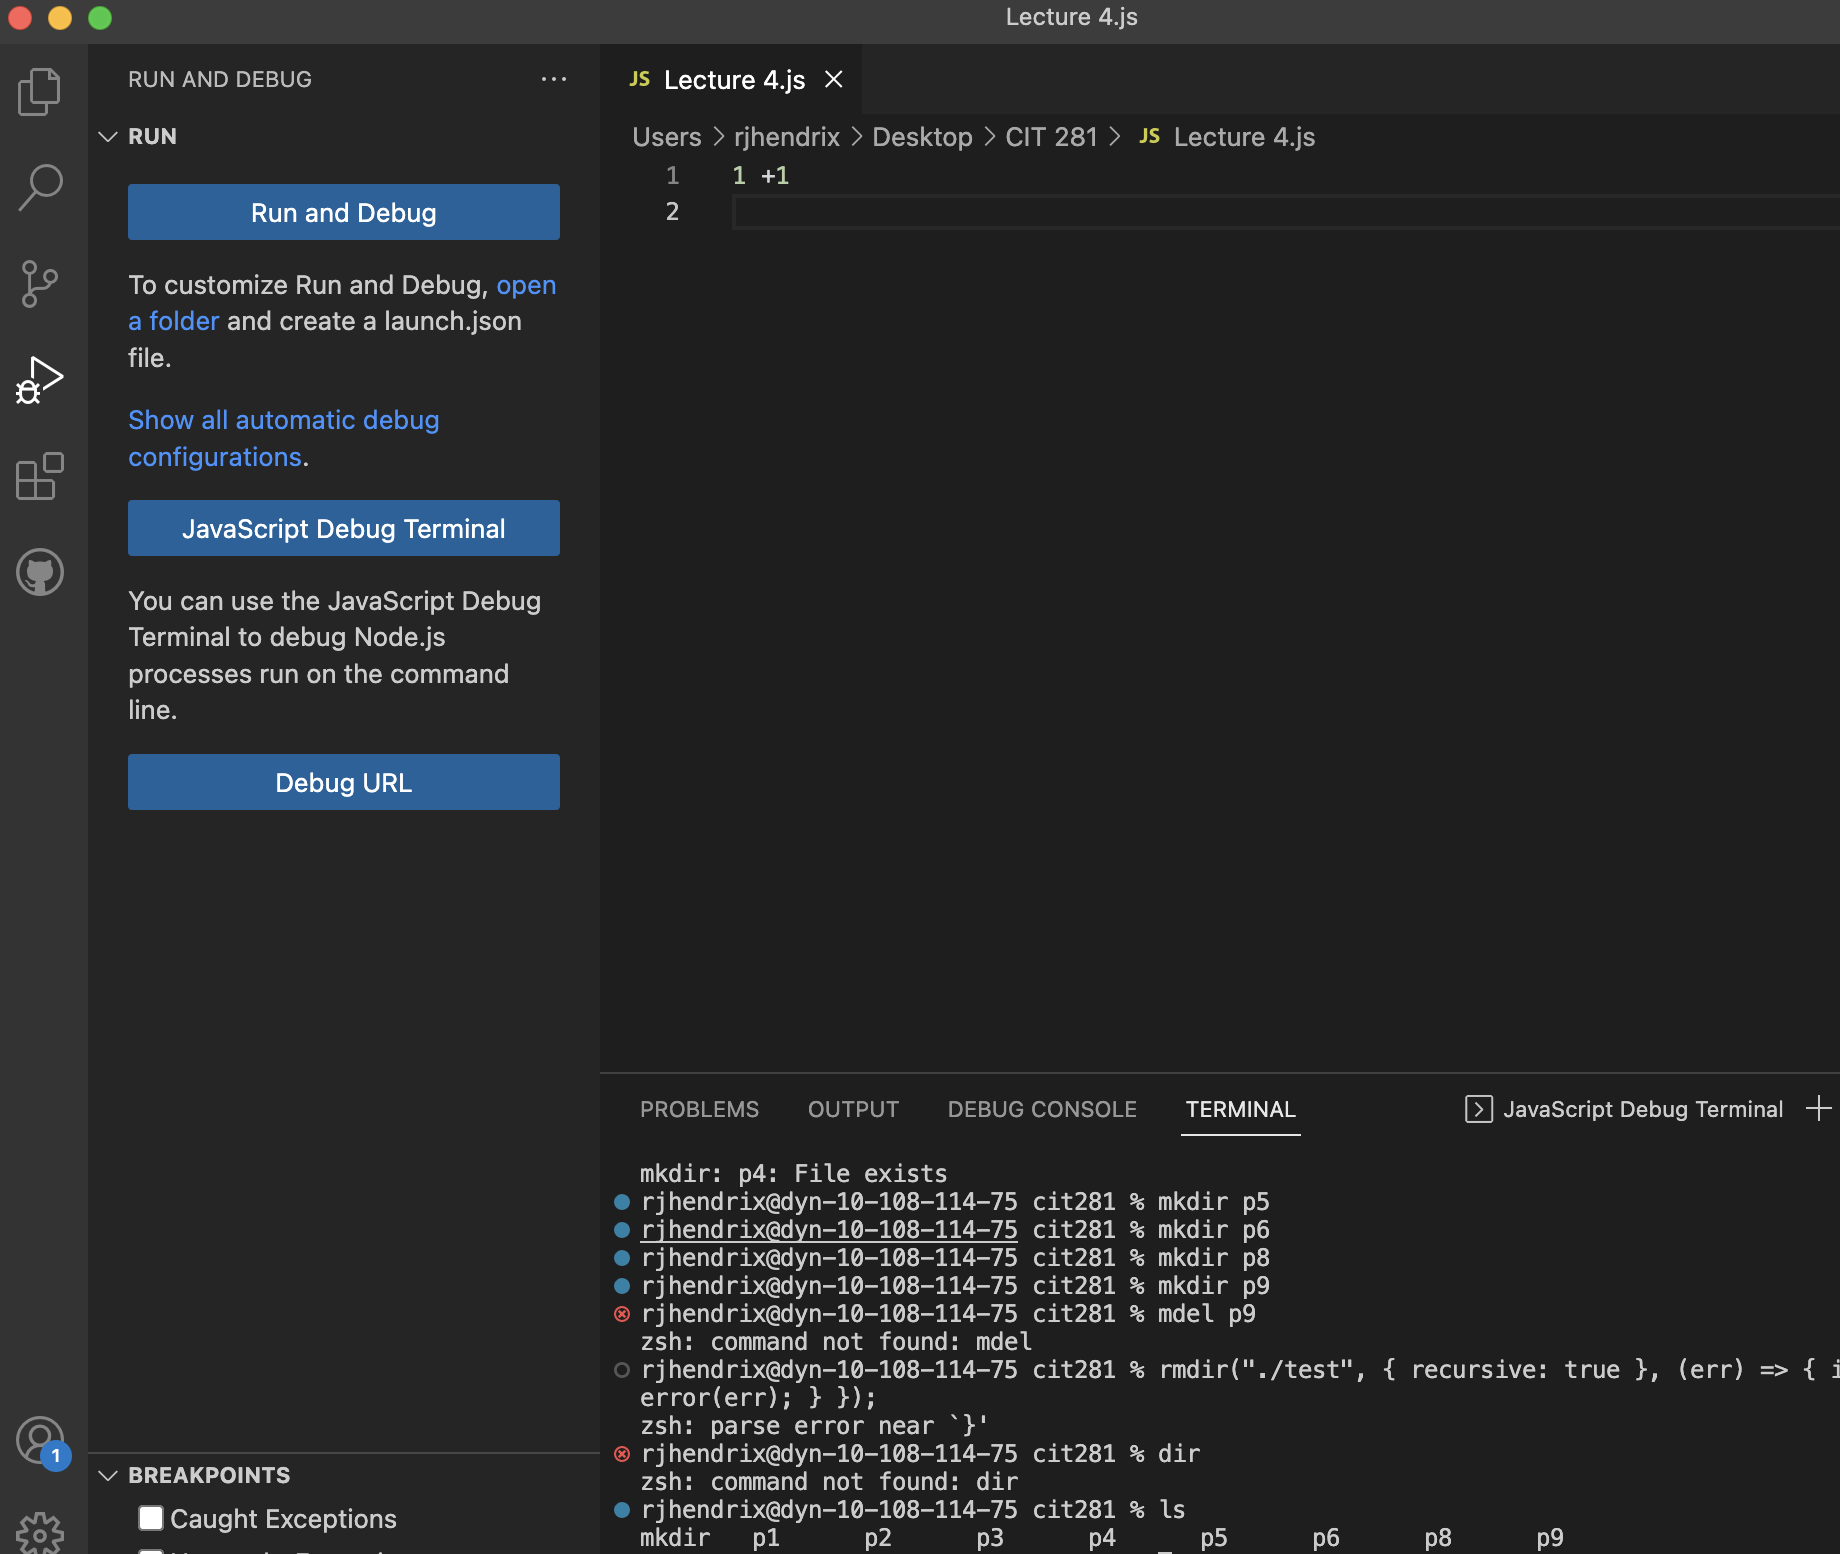 Lecture 4.js
RUN AND DEBUG
RUN
Run and Debug
To customize Run and Debug, open
a folder and create a launch.json
file.
Show all automatic debug
configurations.
JavaScript Debug Terminal
You can use the JavaScript Debug
Terminal to debug Node.js
processes run on the command
line.
Debug URL
1
BREAKPOINTS
Caught Exceptions
JS Lecture 4.js
Users > rjhendrix > Desktop > CIT 281 > JS Lecture 4.js
1 1 +1
2
PROBLEMS OUTPUT DEBUG CONSOLE TERMINAL JavaScript Debug Terminal
mkdir: p4: File exists
rjhendrix@dyn-10-108-114-75 cit281 % mkdir p5
rjhendrix@dyn-10-108-114-75 cit281 % mkdir p6
rjhendrix@dyn-10-108-114-75 cit281 % mkdir p8
rjhendrix@dyn-10-108-114-75 cit281 % mkdir p9
rjhendrix@dyn-10-108-114-75 cit281 % mdel p9
zsh: command not found: mdel
rjhendrix@dyn-10-108-114-75 cit281 % rmdir("./test", { recursive: true }, (err) => { i
error(err); } });
zsh: parse error near `}'
rjhendrix@dyn-10-108-114-75 cit281 % dir
zsh: command not found: dir
rjhendrix@dyn-10-108-114-75 cit281 % ls
mkdir p1 p2 p3 p4 p5 p6 p8 p9